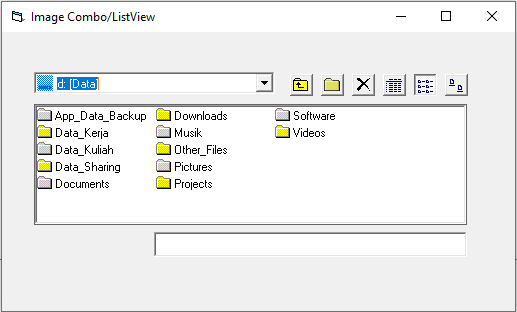 Image Combo/ListView
d: [Data]
App_Data_Backup
Data_Kerja
Data_Kuliah
Data_Sharing
Documents
Downloads
Musik
Other_Files
Pictures
Projects
Software
Videos